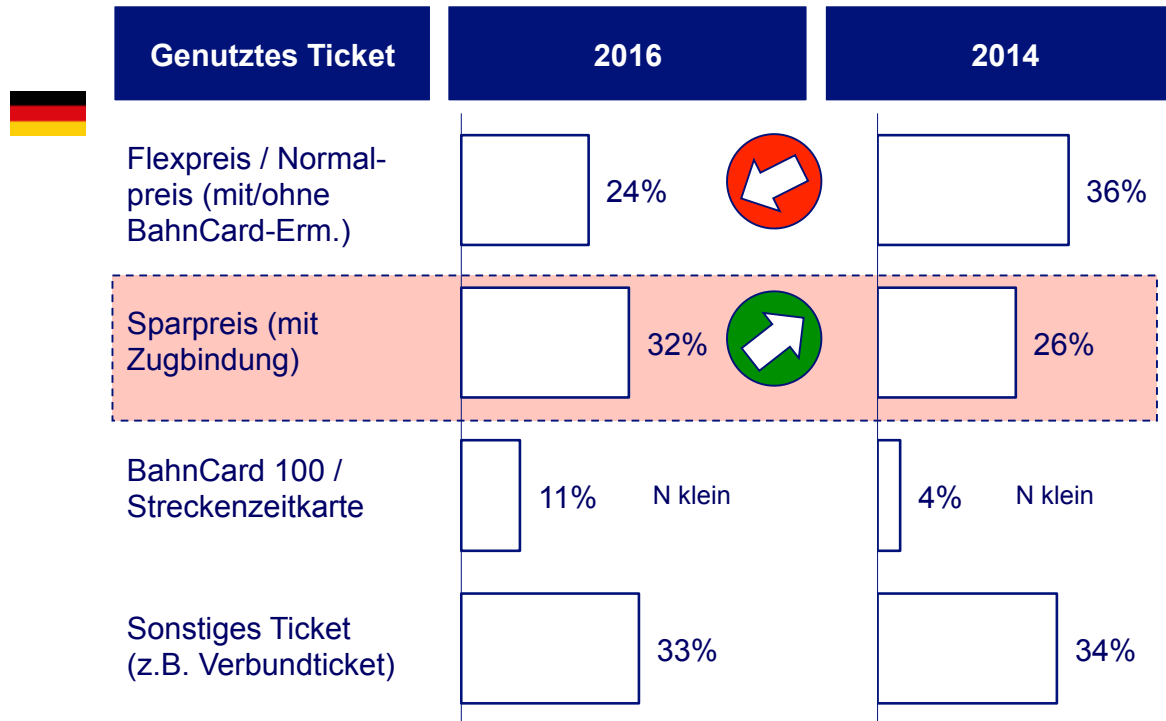 Genutztes Ticket 2016 2014
Flexpreis / Normal-
preis (mit/ohne
BahnCard-Erm.)
24% 36%
Sparpreis (mit
Zugbindung)
32% 26%
BahnCard 100 /
Streckenzeitkarte
11% N klein 4% N klein
Sonstiges Ticket
(z.B. Verbundticket)
33% 34%